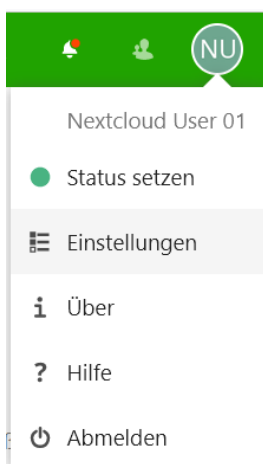 NU
Nextcloud User 01
Status setzen
Einstellungen
Über
Hilfe
Abmelden